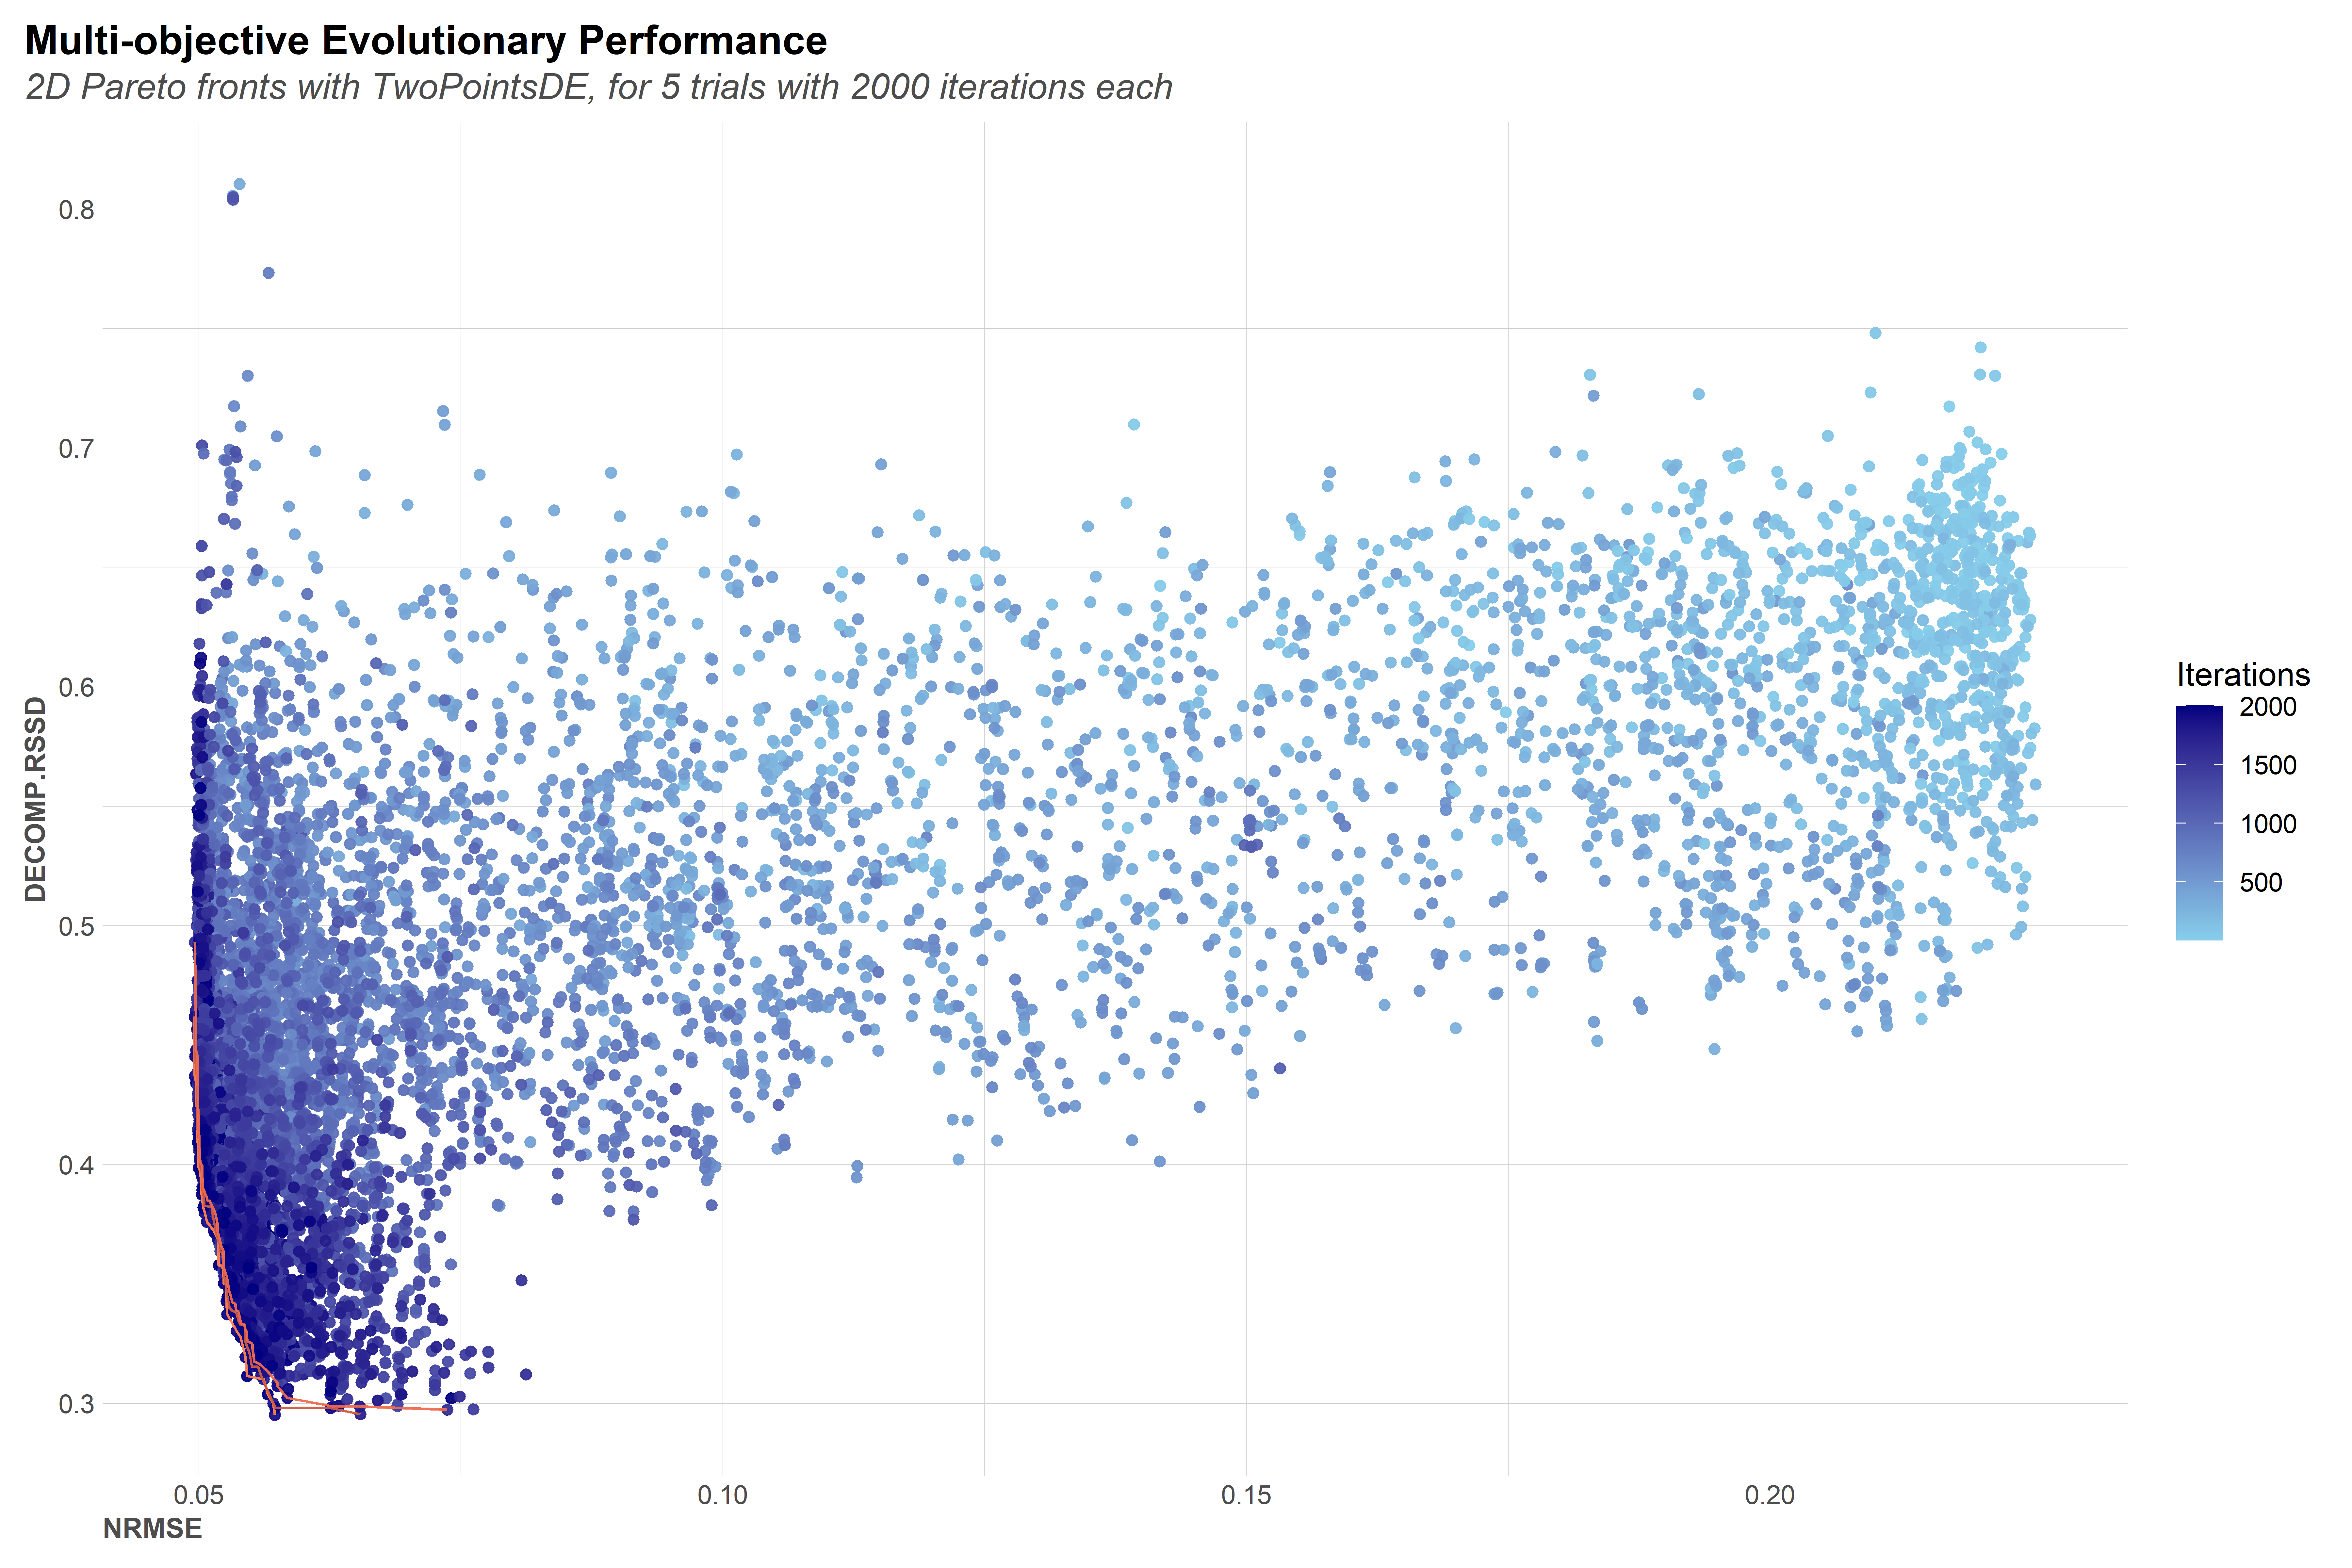 Multi-objective Evolutionary Performance
2D Pareto fronts with TwoPointsDE, for 5 trials with 2000 iterations each
DECOMP.RSSD
0.8
0.7
0.6
0.5
0.4
0.3
0.05
0.10
0.15
0.20
NRMSE
Iterations
2000
1500
1000
500